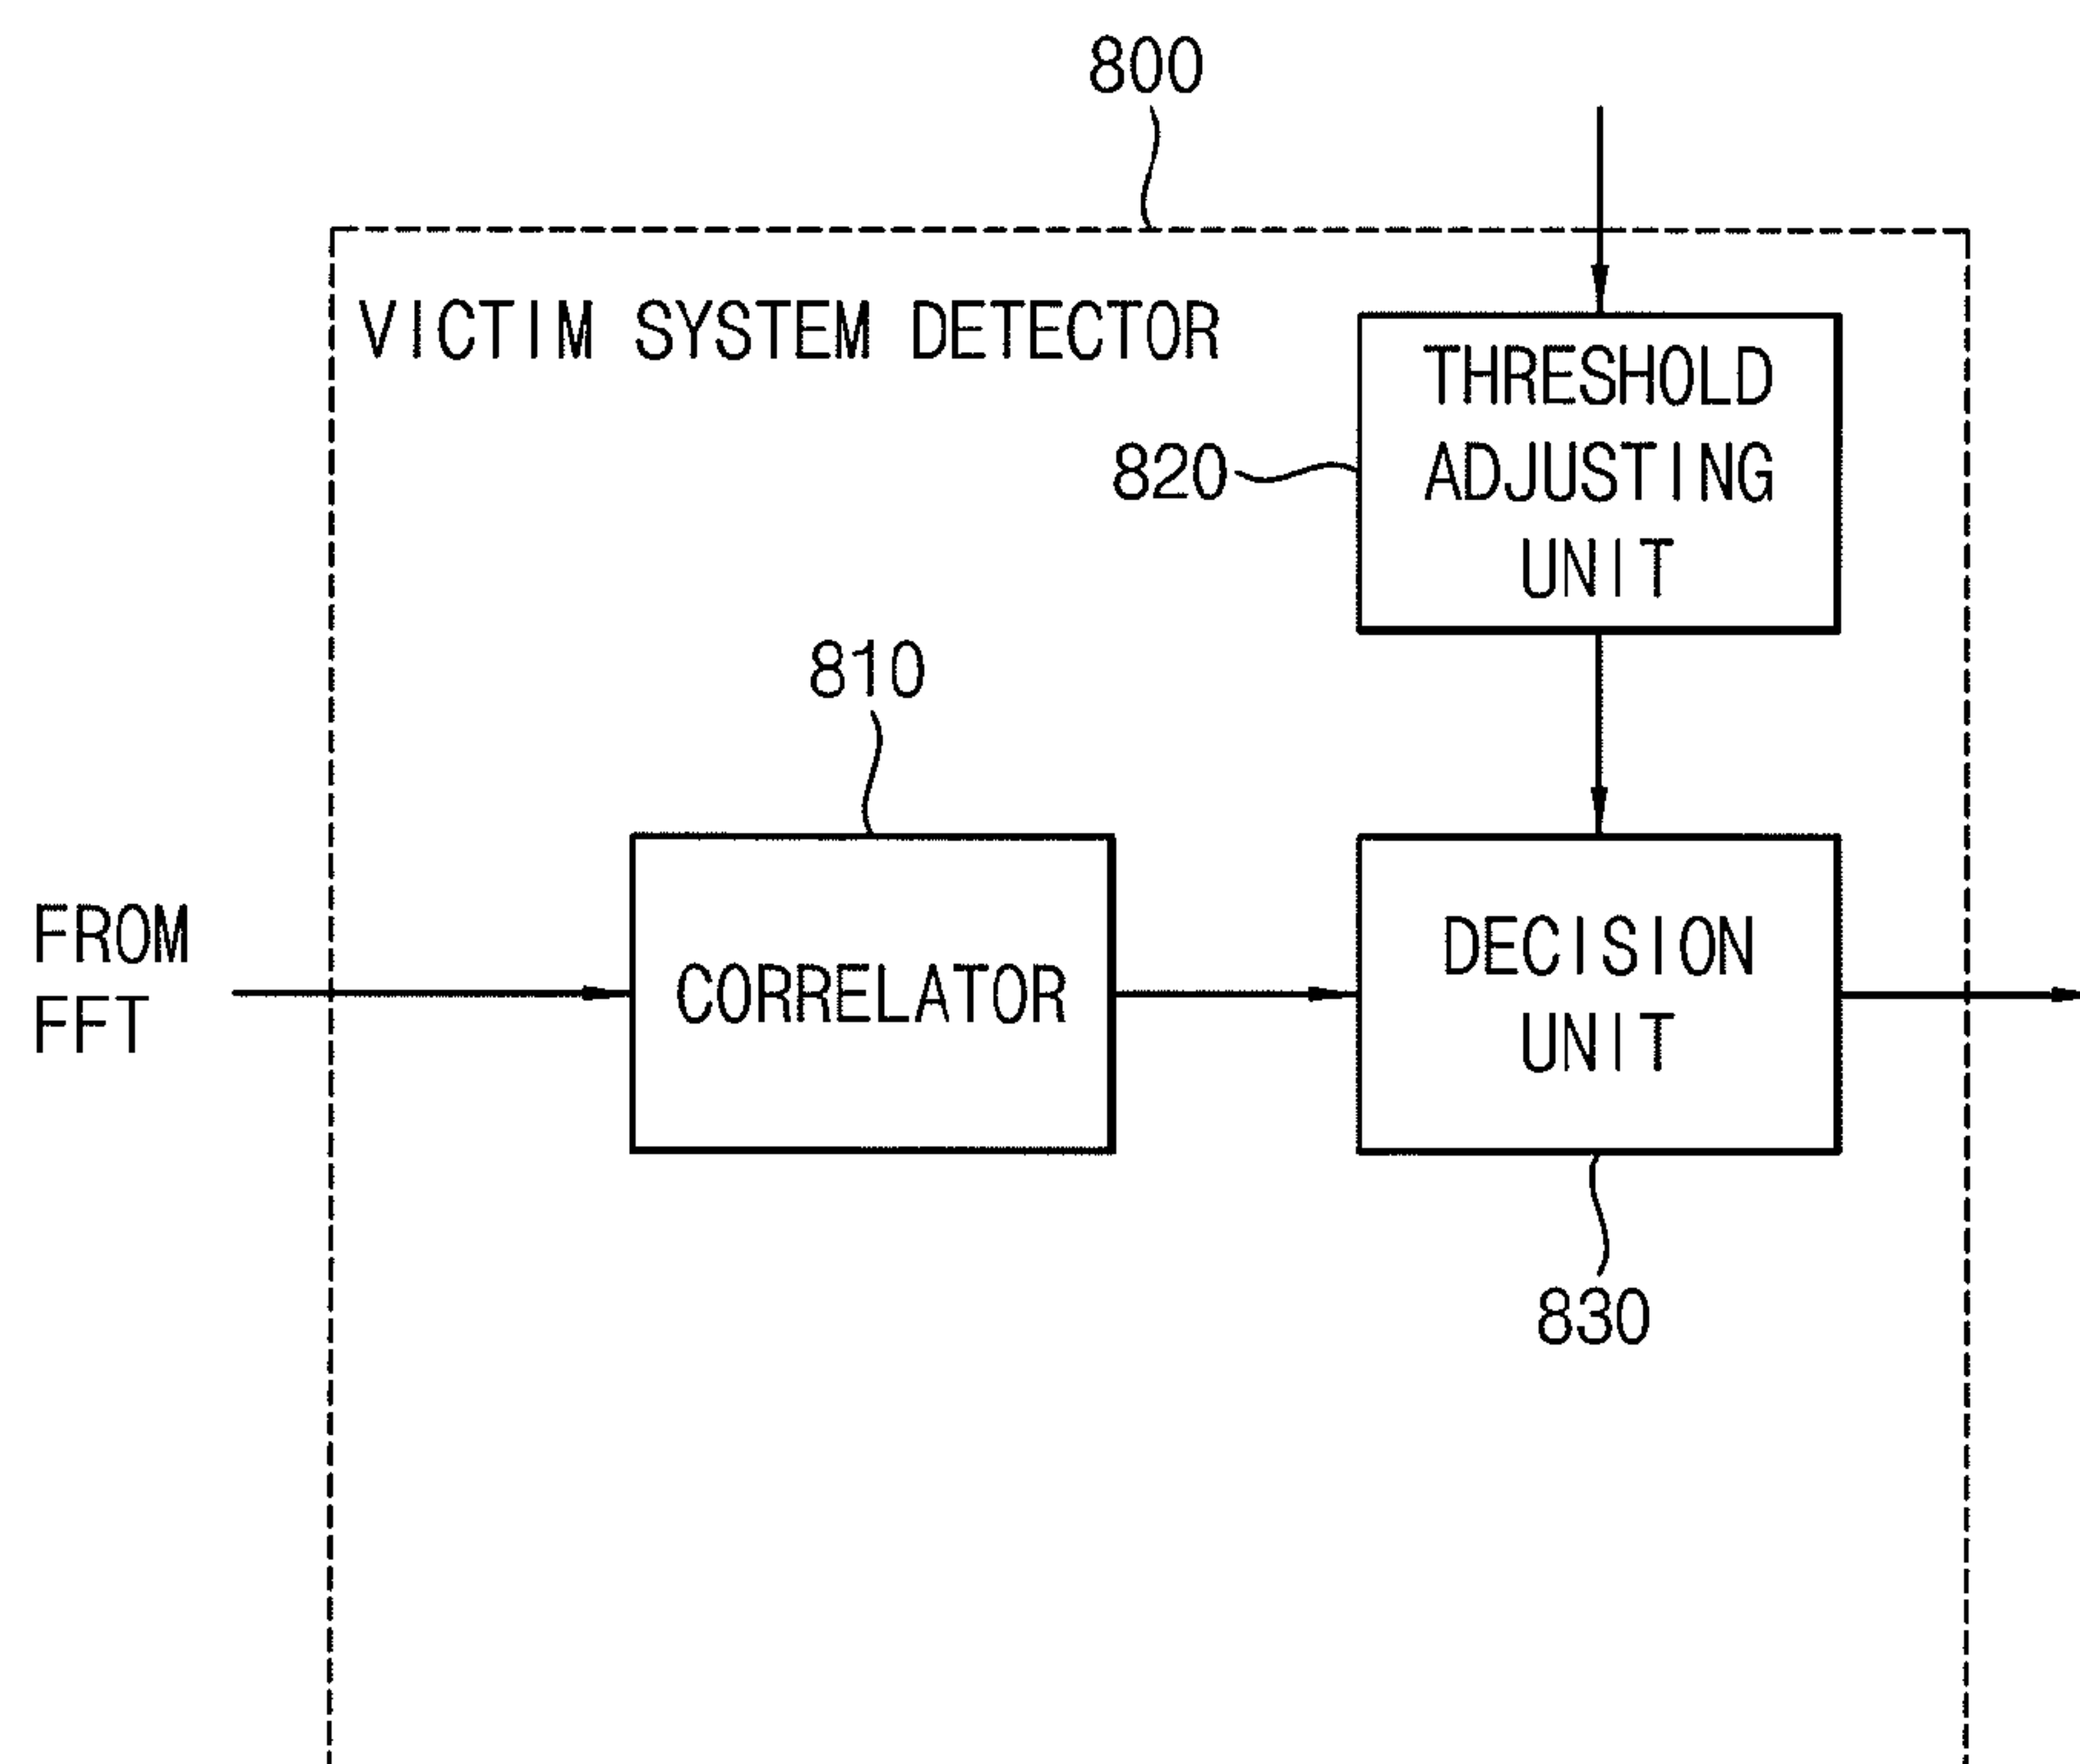 800
VICTIM SYSTEM DETECTOR
THRESHOLD
ADJUSTING
UNIT
820
810
FROM
FFT
CORRELATOR
DECISION
UNIT
830